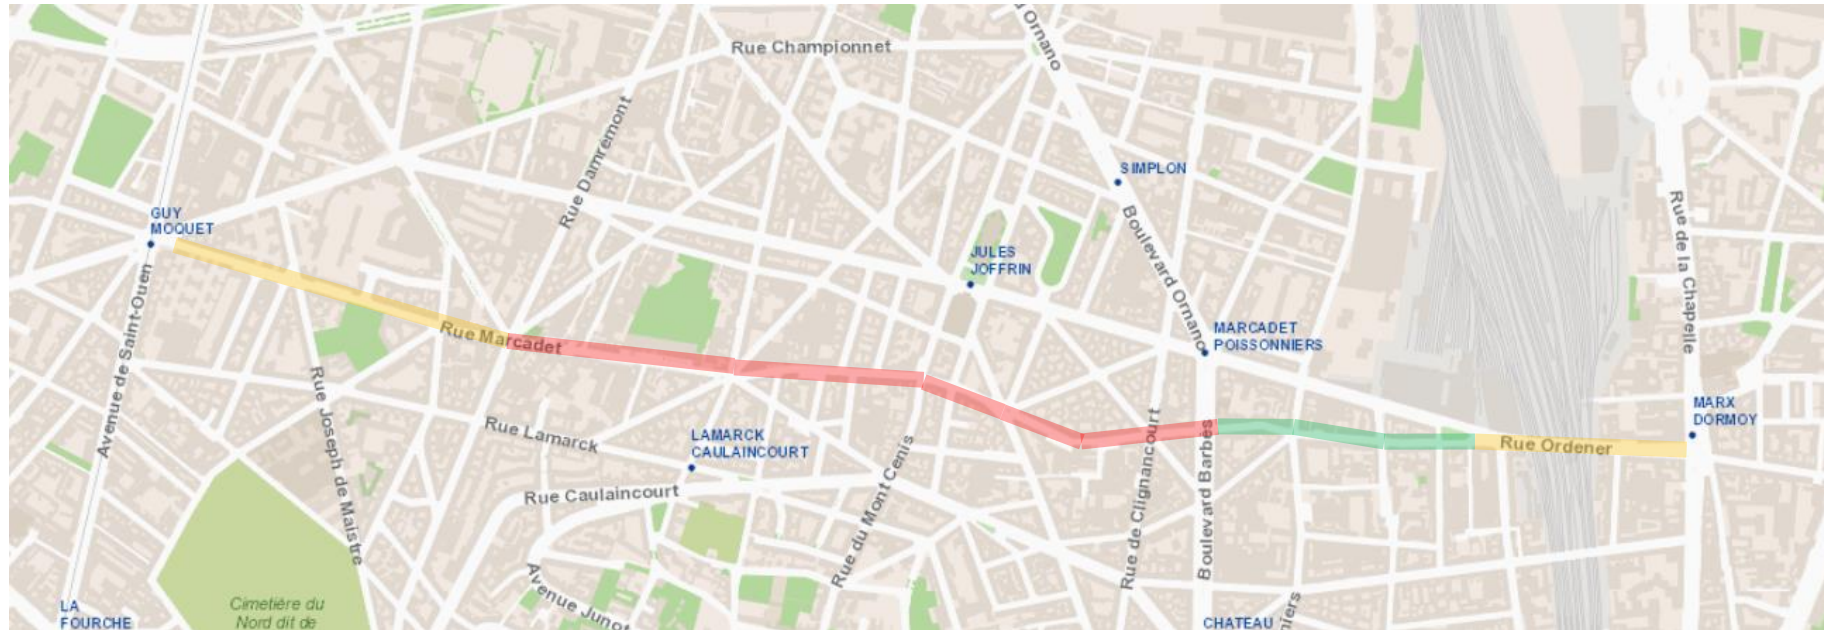 Ornano
Rue Championnet
Rue Damremont
SIMPLON
GUY
MOQUET
Rue de la Chapelle
Boulevard Ornano
JULES
JOFFRIN
Avenue de Saint-Ouen
Rue Marcadet
MARCADET
POISSONNIERS
Rue Joseph de Maistre
MARX
DORMOY
Rue Lamarck
LAMARCK
CAULAINCOURT
Rue Ordener
Rue de Clignancourt
Boulevard Barbes
Rue du Mont Cenis
Rue Caulaincourt
Avenue Junot
LA
FOURCHE
Cimetière du
Nord dit de
CHATEAU
niers